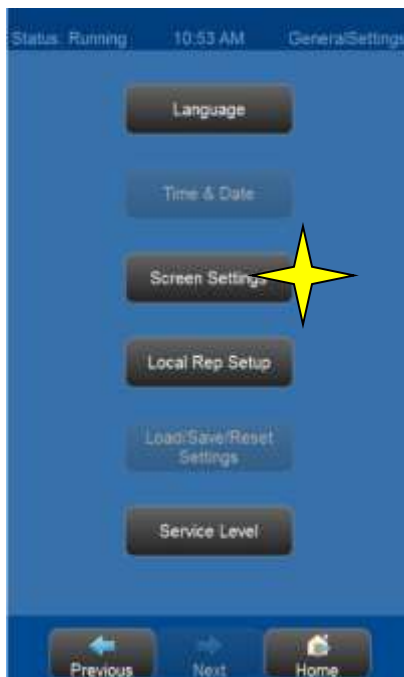 Status: Running 10:53 AM GeneralSettings
Language
Time & Date
Screen Settings
Local Rep Setup
Load/Save/Reset
Settings
Service Level
Previous Next Home